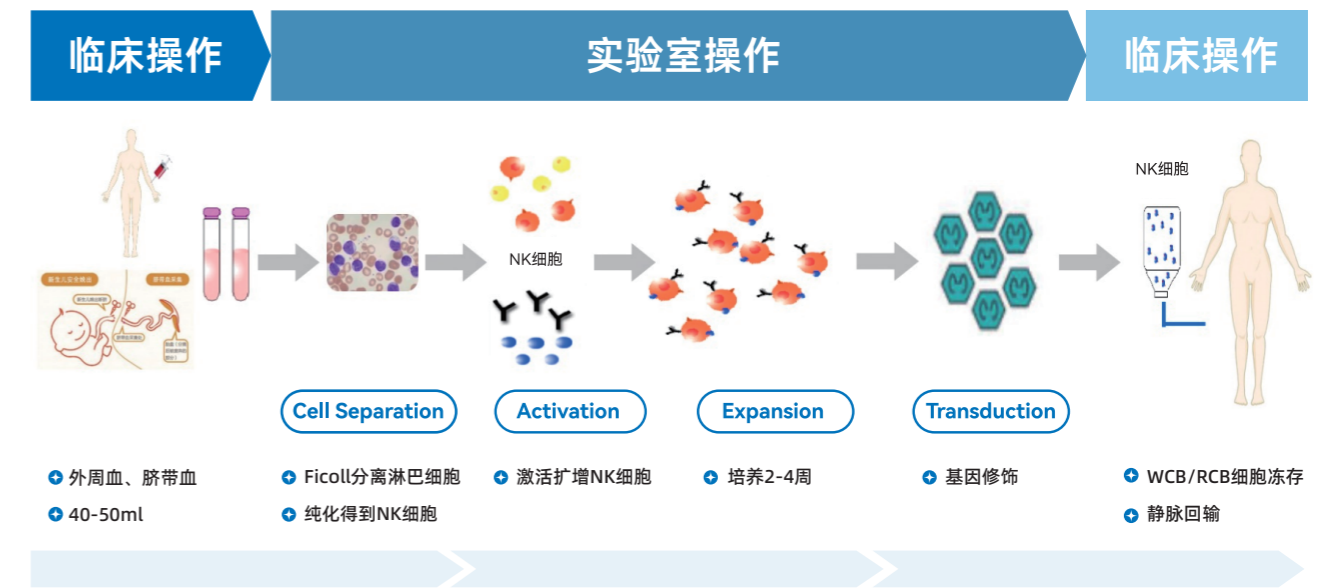 临床操作
实验室操作
临床操作
NK细胞
NK细胞
Cell Separation
Activation
Expansion
Transduction
外周血、脐带血
40-50ml
Ficoll分离淋巴细胞
纯化得到NK细胞
激活扩增NK细胞
培养2-4周
基因修饰
WCB/RCB细胞冻存
静脉回输